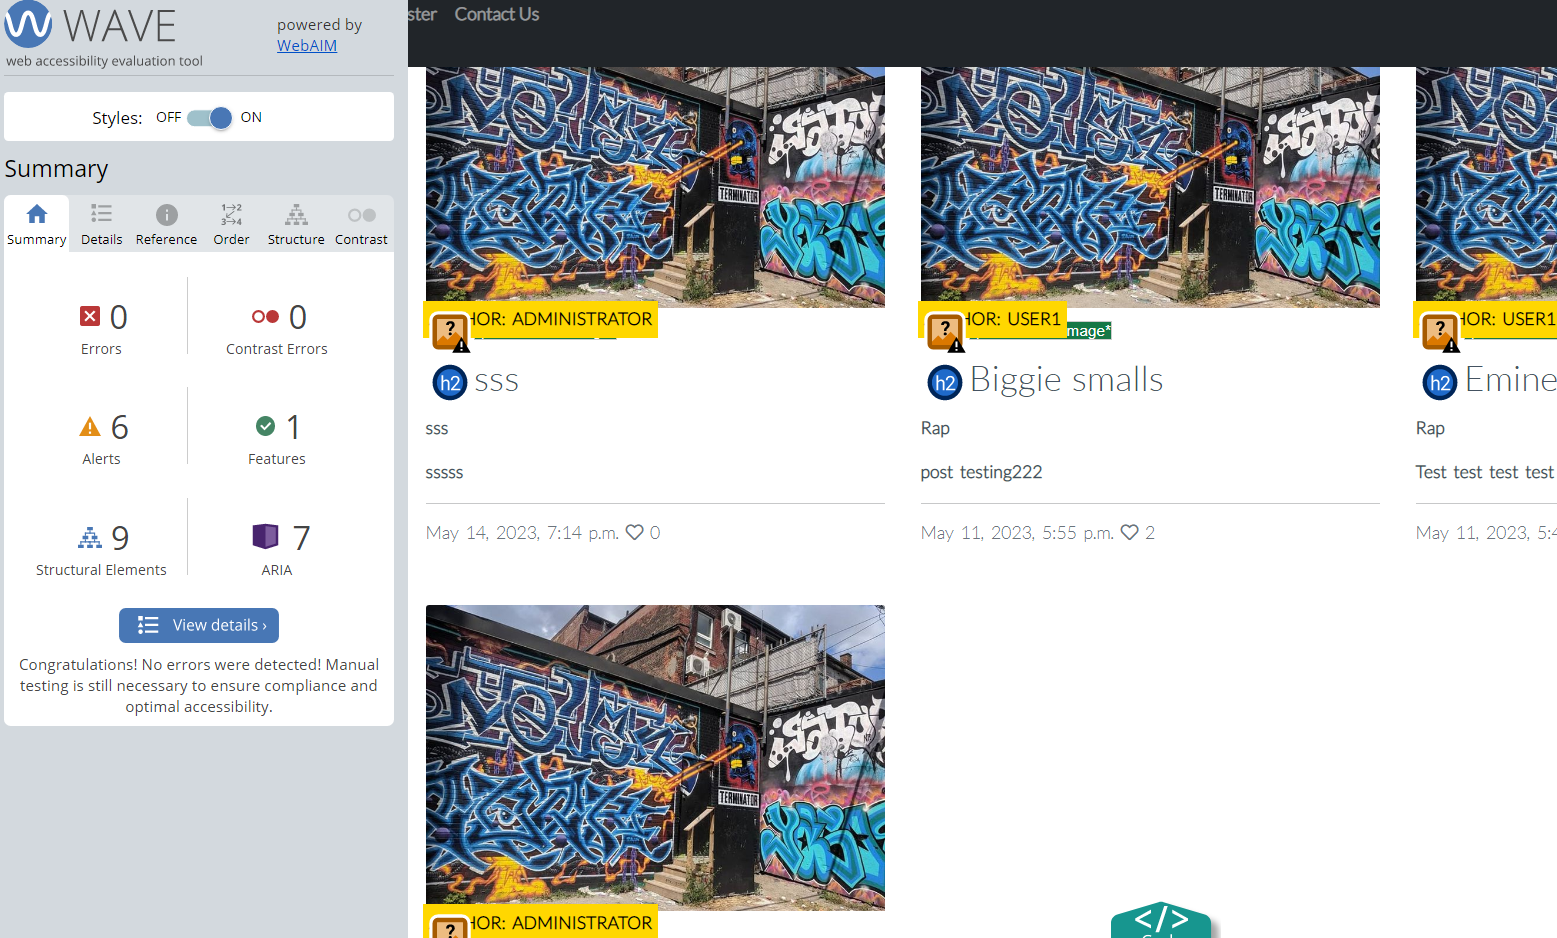 WAVE
powered by
WebAIM
web accessibility evaluation tool
Styles: OFF ON
Summary
Summary Details Reference Order Structure Contrast
0 Errors
0 Contrast Errors
6 Alerts
1 Features
9 Structural Elements
7 ARIA
View details ›
Congratulations! No errors were detected! Manual
testing is still necessary to ensure compliance and
optimal accessibility.
ster Contact Us
TERMINATOR
HOR: ADMINISTRATOR
h2 sss
sss
sssss
May 14, 2023, 7:14 p.m. 0
TERMINATOR
HOR: USER1
mage*
h2 Biggie smalls
Rap
post testing222
May 11, 2023, 5:55 p.m. 2
HOR: USER1
h2 Emine
Rap
Test test test test
May 11, 2023, 5:4
TERMINATOR
HOR: ADMINISTRATOR
</>